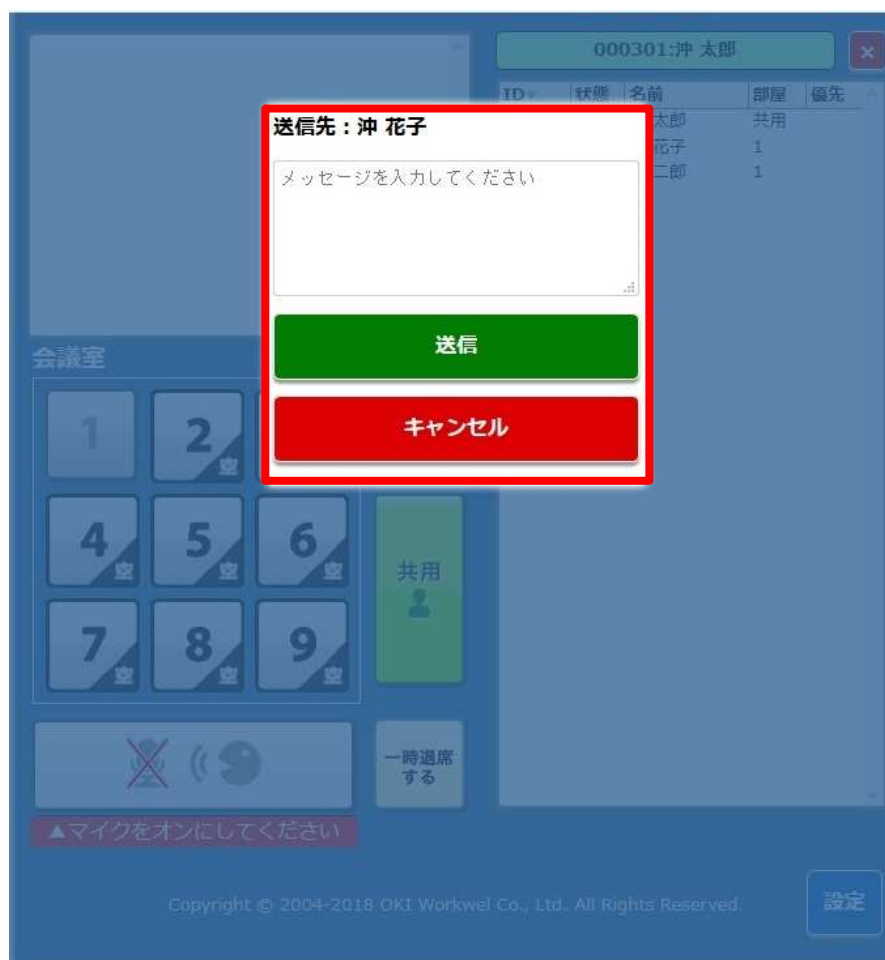 000301:沖 太郎
×
ID 状態 名前 部屋 優先
太郎 共用
花子 1
二郎 1
送信先：沖 花子
メッセージを入力してください
送信
キャンセル
会議室
1 2 空
4 空 5 空 6 空
7 空 8 空 9 空
共用
一時退席
する
▲マイクをオンにしてください
Copyright © 2004-2018 OKI Workwel Co., Ltd. All Rights Reserved.
設定